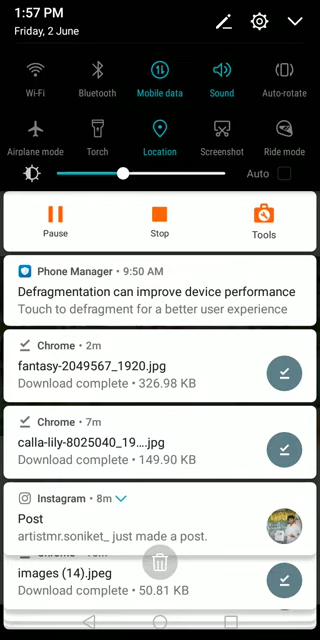 1:57 PM
Friday, 2 June
Wi-Fi
Bluetooth
Mobile data
Sound
Auto-rotate
Airplane mode
Torch
Location
Screenshot
Ride mode
Auto
Pause
Stop
Tools
Phone Manager • 9:50 AM
Defragmentation can improve device performance
Touch to defragment for a better user experience
Chrome • 2m
fantasy-2049567_1920.jpg
Download complete • 326.98 KB
Chrome • 7m
calla-lily-8025040_19....jpg
Download complete • 149.90 KB
Instagram • 8m
Post
artistmr.soniket_ just made a post.
images (14).jpeg
Download complete • 50.81 KB